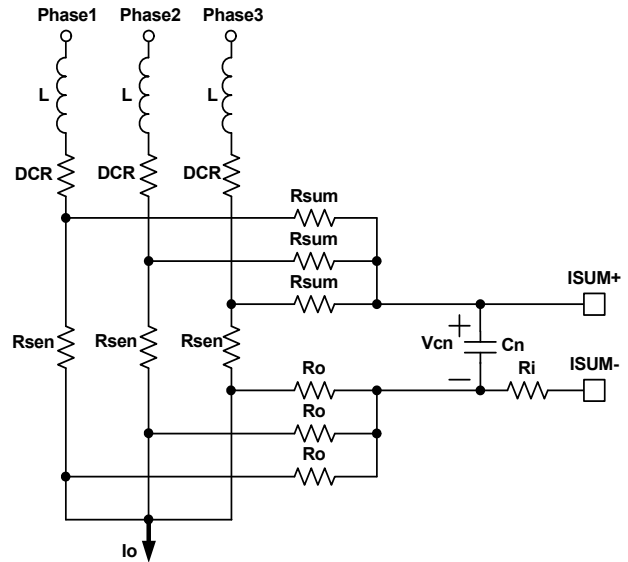 Phase1 Phase2 Phase3
L L L
DCR DCR DCR
Rsum
Rsum
Rsum
ISUM+
Rsen Rsen Rsen
+
Vcn Cn
−
Ro
Ri
ISUM-
Ro
Ro
Io